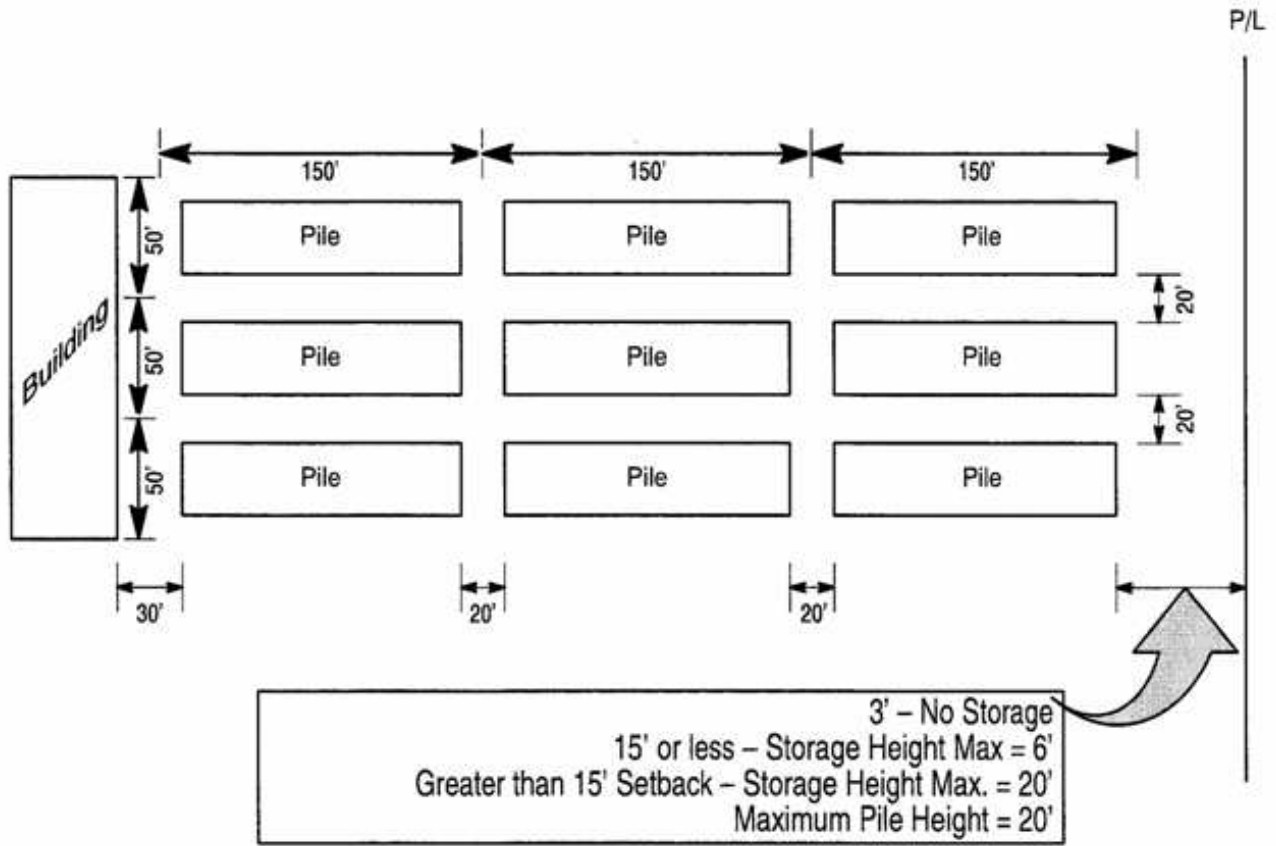 P/L
150'
150'
150'
Building
50'
50'
50'
Pile
Pile
Pile
20'
Pile
Pile
Pile
20'
Pile
Pile
Pile
30'
20'
20'
3' – No Storage
15' or less – Storage Height Max = 6'
Greater than 15' Setback – Storage Height Max. = 20'
Maximum Pile Height = 20'